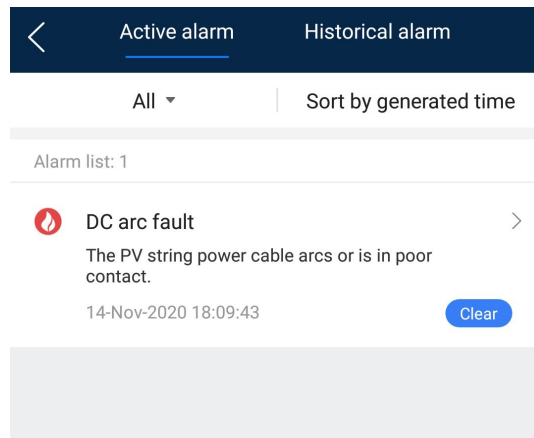 Active alarm Historical alarm
All Sort by generated time
Alarm list: 1
DC arc fault
The PV string power cable arcs or is in poor
contact.
14-Nov-2020 18:09:43 Clear